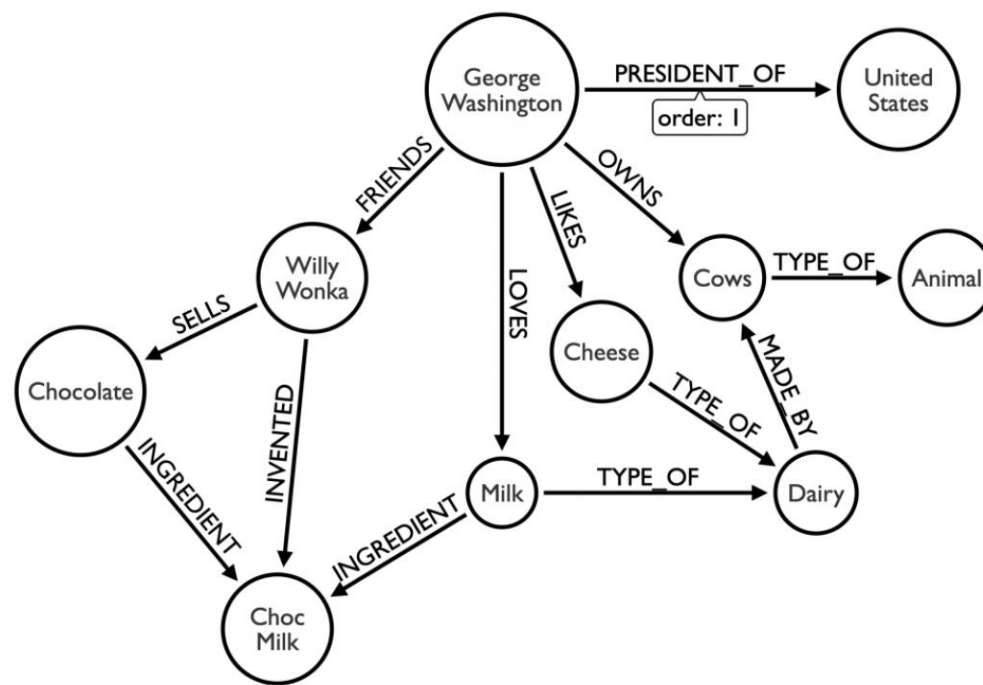 George
Washington
PRESIDENT_OF
order: 1
United
States
FRIENDS
LIKES
OWNS
LOVES
Willy
Wonka
Cows
TYPE_OF
Animal
SELLS
Chocolate
Cheese
INVENTED
TYPE_OF
MADE_BY
INGREDIENT
Milk
TYPE_OF
Dairy
INGREDIENT
Choc
Milk